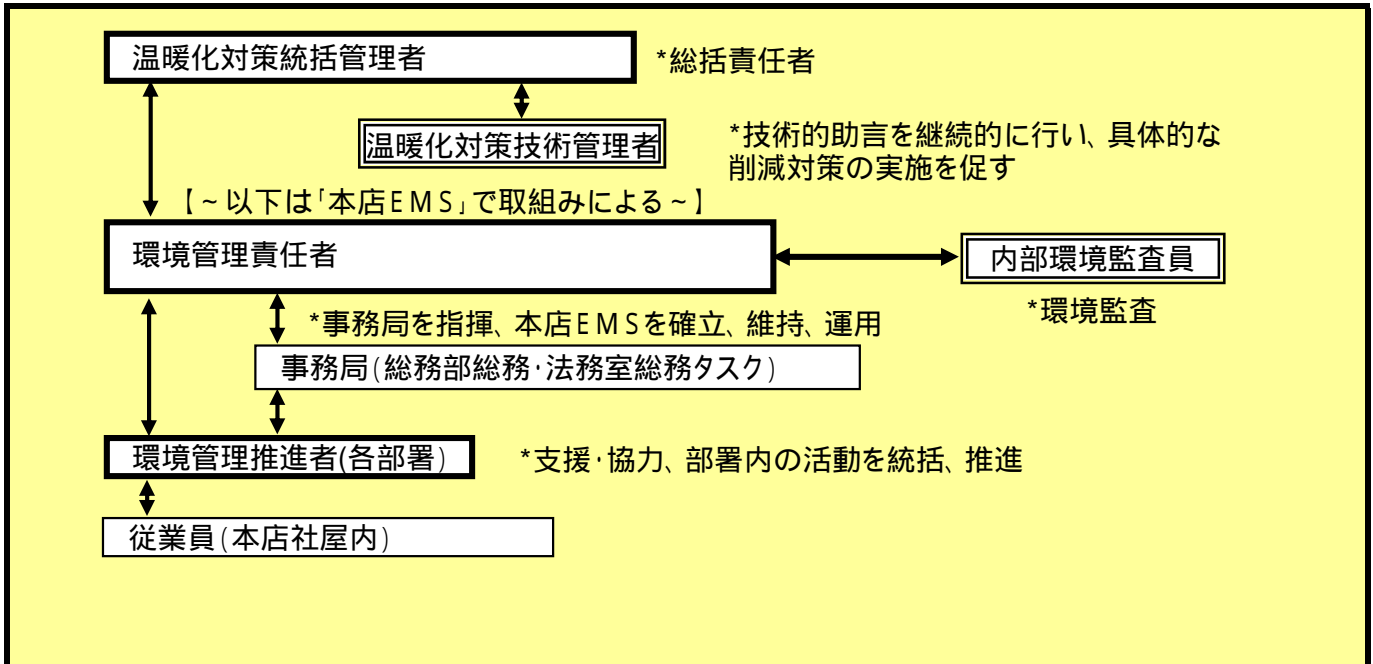 温暖化対策統括管理者
*総括責任者
温暖化対策技術管理者
*技術的助言を継続的に行い、具体的な
削減対策の実施を促す
【~以下は｢本店EMS｣で取組みによる~】
環境管理責任者
内部環境監査員
*環境監査
*事務局を指揮、本店EMSを確立、維持、運用
事務局(総務部総務･法務室総務タスク)
環境管理推進者(各部署)
*支援･協力、部署内の活動を統括、推進
従業員(本店社屋内)